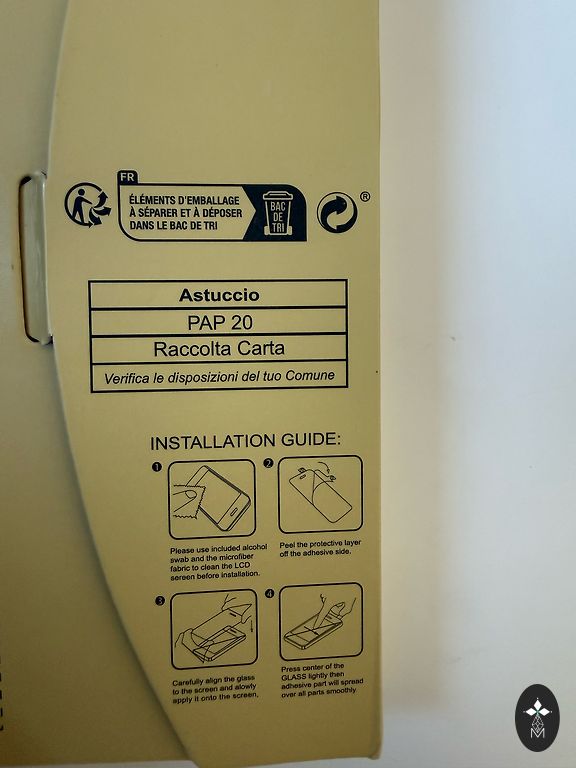 FR
ÉLÉMENTS D'EMBALLAGE
À SÉPARER ET À DÉPOSER
DANS LE BAC DE TRI
BAC
DE
TRI
®
Astuccio
PAP 20
Raccolta Carta
Verifica le disposizioni del tuo Comune
INSTALLATION GUIDE:
1
2
Please use included alcohol
swab and the microfiber
fabric to clean the LCD
sereen before installation.
Peel the protective layer
off the adhesive side.
3
4
Carefully align the glass
to the screen and alowly
apply it onto the screen,
Press center of the
GLASS lightly then
adhesive part will spread
over all parts smoothly.
M